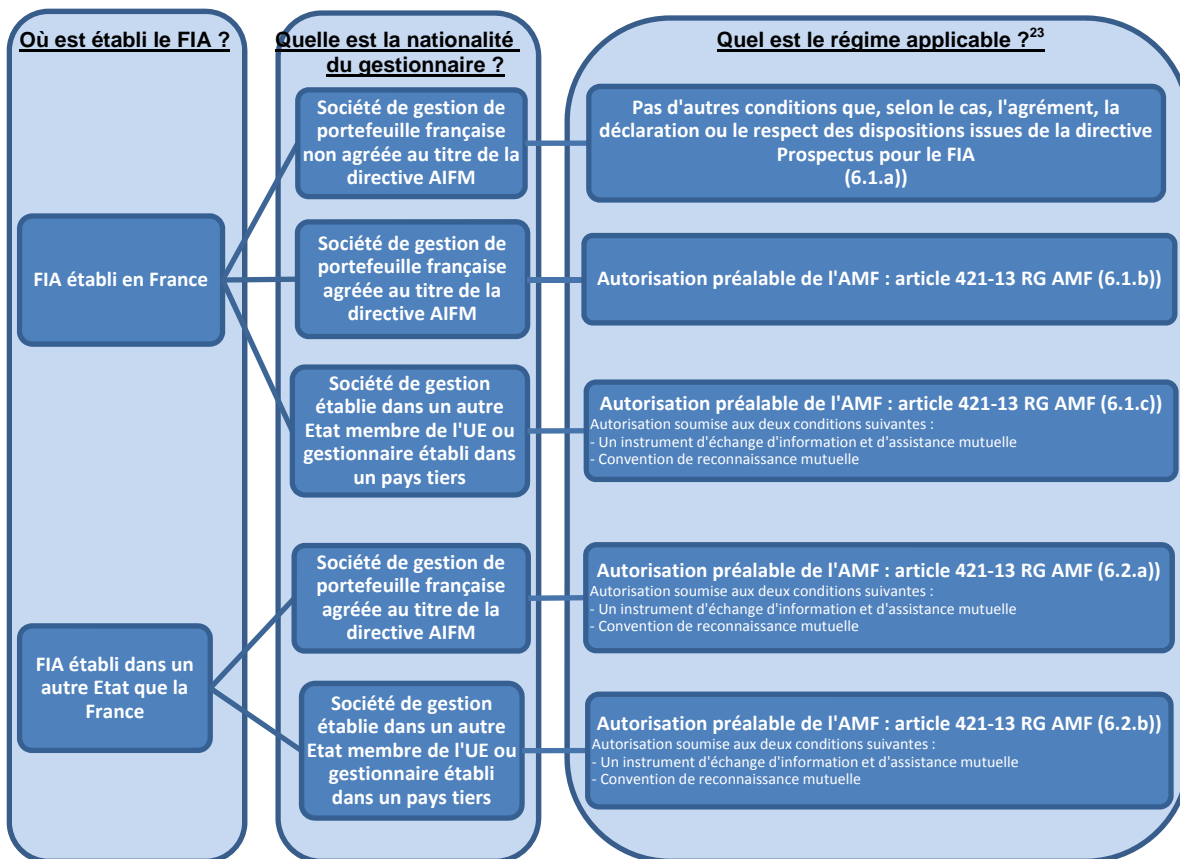 Où est établi le FIA ?
Quelle est la nationalité
du gestionnaire ?
Quel est le régime applicable ?23
FIA établi en France
Société de gestion de
portefeuille française
non agréée au titre de la
directive AIFM
Pas d'autres conditions que, selon le cas, l'agrément, la
déclaration ou le respect des dispositions issues de la directive
Prospectus pour le FIA
(6.1.a))
Société de gestion de
portefeuille française
agréée au titre de la
directive AIFM
Autorisation préalable de l'AMF : article 421-13 RG AMF (6.1.b))
Société de gestion
établie dans un autre
Etat membre de l'UE ou
gestionnaire établi dans
un pays tiers
Autorisation préalable de l'AMF : article 421-13 RG AMF (6.1.c))
Autorisation soumise aux deux conditions suivantes :
- Un instrument d'échange d'information et d'assistance mutuelle
- Convention de reconnaissance mutuelle
FIA établi dans un
autre Etat que la
France
Société de gestion de
portefeuille française
agréée au titre de la
directive AIFM
Autorisation préalable de l'AMF : article 421-13 RG AMF (6.2.a))
Autorisation soumise aux deux conditions suivantes :
- Un instrument d'échange d'information et d'assistance mutuelle
- Convention de reconnaissance mutuelle
Société de gestion
établie dans un autre
Etat membre de l'UE ou
gestionnaire établi
dans un pays tiers
Autorisation préalable de l'AMF : article 421-13 RG AMF (6.2.b))
Autorisation soumise aux deux conditions suivantes :
- Un instrument d'échange d'information et d'assistance mutuelle
- Convention de reconnaissance mutuelle